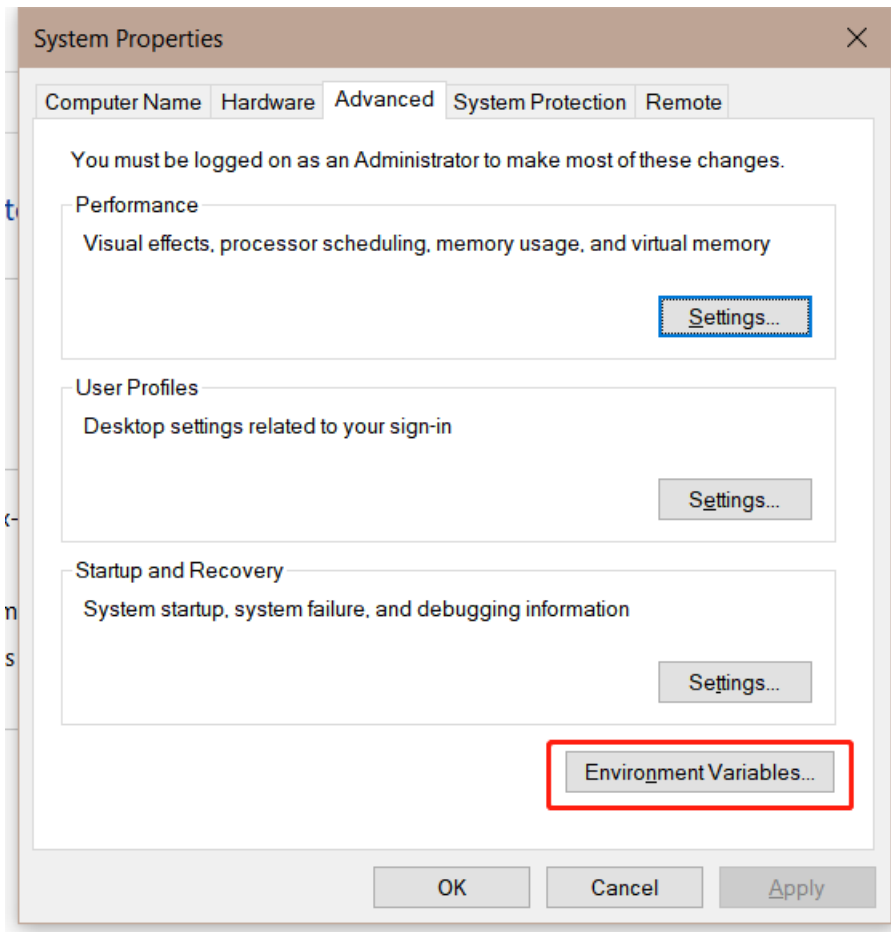 System Properties
Computer Name Hardware Advanced System Protection Remote
You must be logged on as an Administrator to make most of these changes.
Performance
Visual effects, processor scheduling, memory usage, and virtual memory
Settings...
User Profiles
Desktop settings related to your sign-in
Settings...
Startup and Recovery
System startup, system failure, and debugging information
Settings...
Environment Variables...
OK Cancel Apply